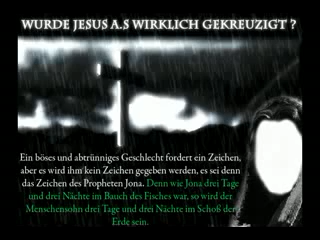 WURDE JESUS A.S WIRKLICH GEKREUZIGT ?
Ein böses und abtrünniges Geschlecht fordert ein Zeichen,
aber es wird ihm kein Zeichen gegeben werden, es sei denn
das Zeichen des Propheten Jona. Denn wie Jona drei Tage
und drei Nächte im Bauch des Fisches war, so wird der
Menschensohn drei Tage und drei Nächte im Schoß der
Erde sein.